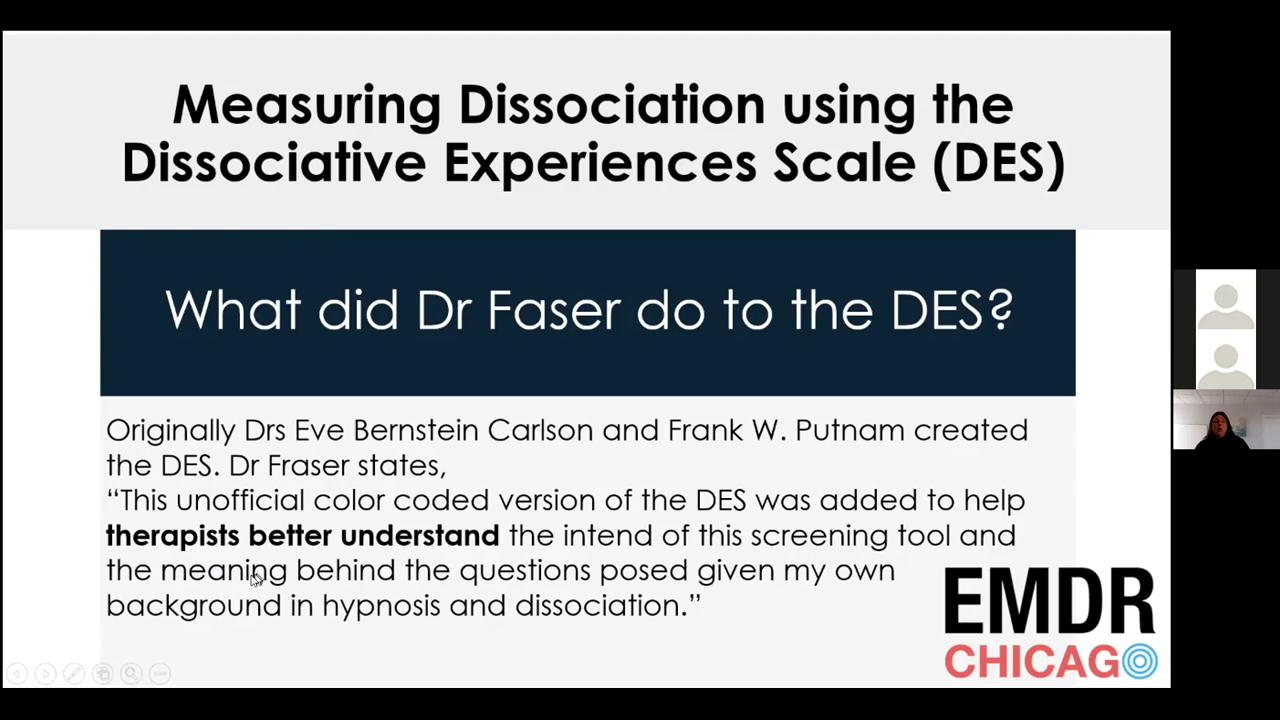 Measuring Dissociation using the
Dissociative Experiences Scale (DES)
What did Dr Faser do to the DES?
Originally Drs Eve Bernstein Carlson and Frank W. Putnam created
the DES. Dr Fraser states,
“This unofficial color coded version of the DES was added to help
therapists better understand the intend of this screening tool and
the meaning behind the questions posed given my own
background in hypnosis and dissociation.”
EMDR
CHICAGO